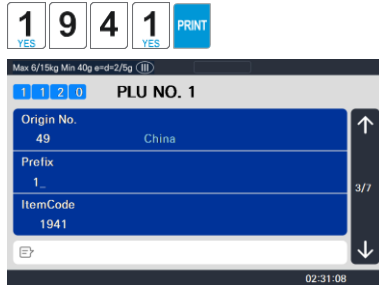 1 YES 9 4 1 YES PRINT
Max 6/15kg Min 40g e=d=2/5g (III)
1 1 2 0 PLU NO. 1
Origin No.
49 China
Prefix
1_
3/7
ItemCode
1941
02:31:08